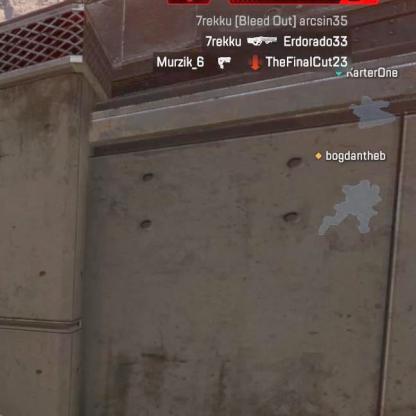 7rekku [Bleed Out] arcsin35
7rekku Erdorado33
Murzik_6 TheFinalCut23
KarterOne
bogdantheb